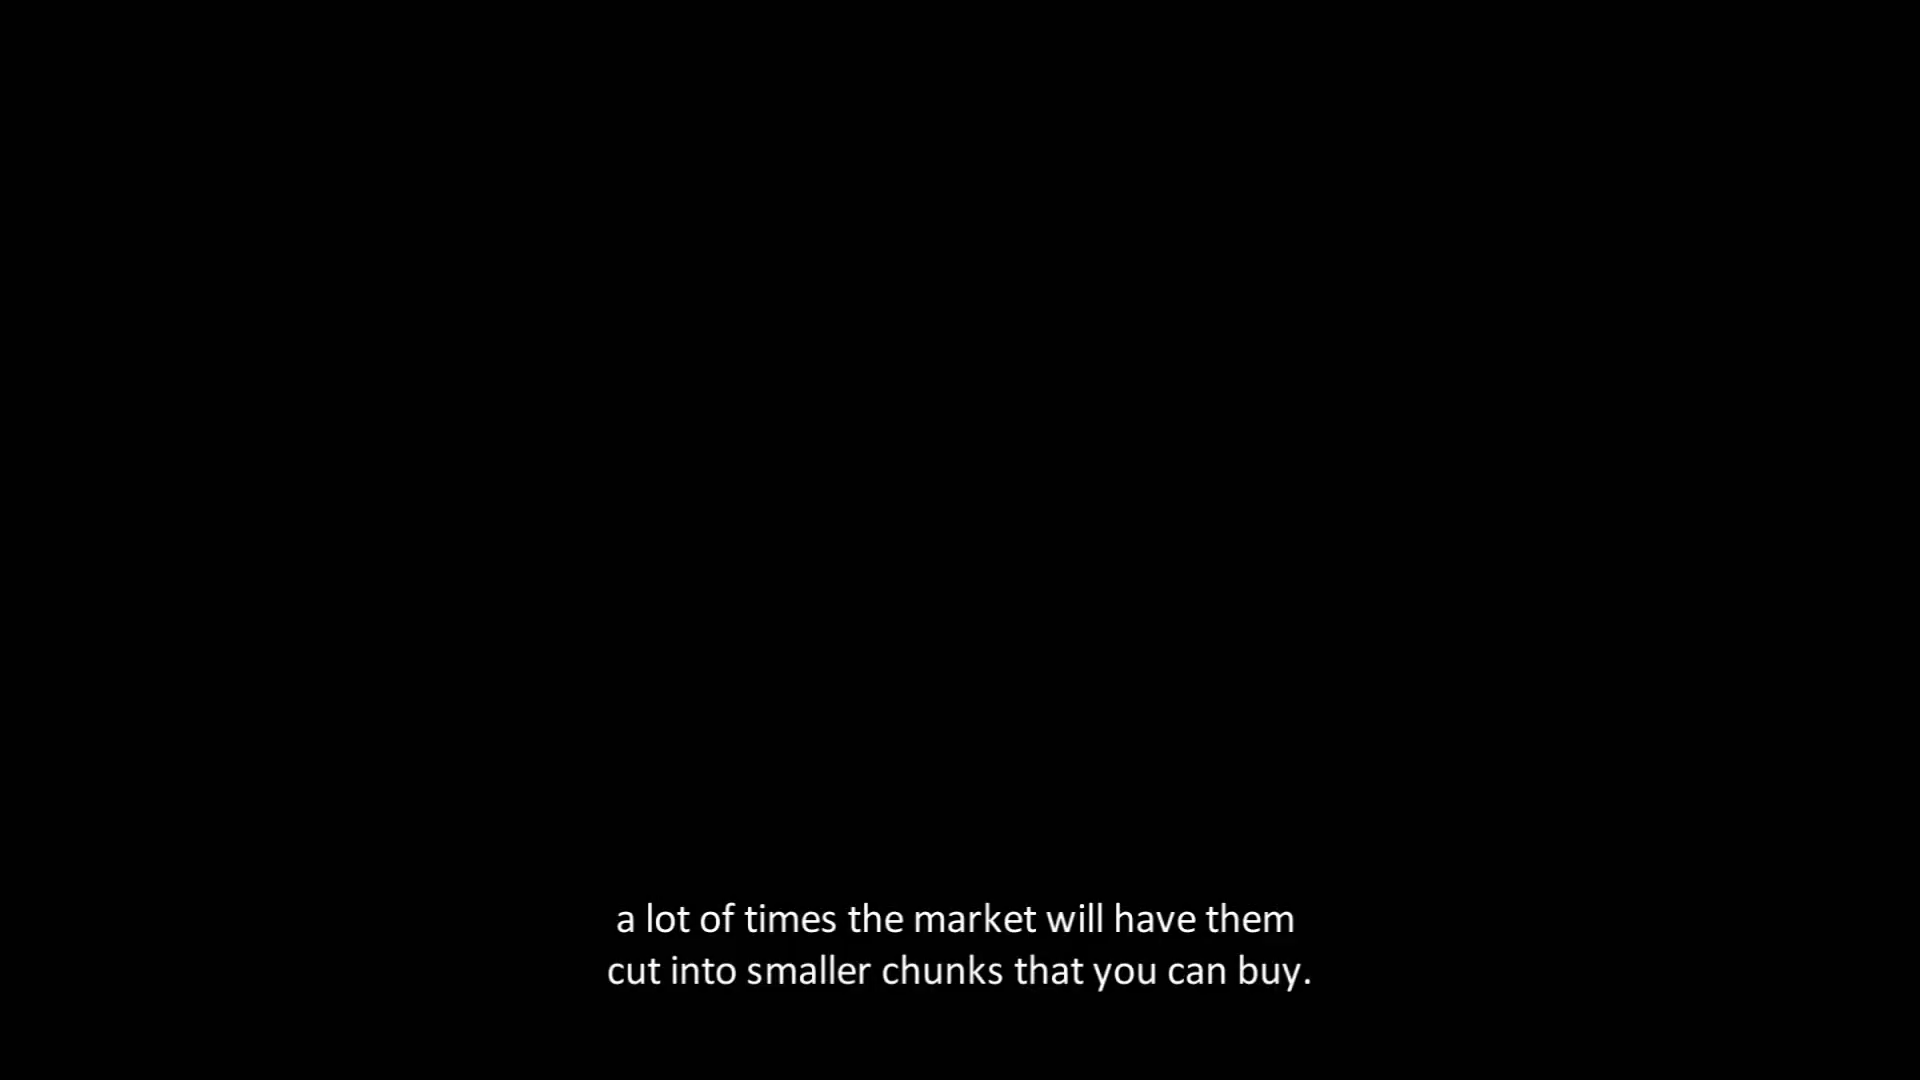 a lot of times the market will have them
cut into smaller chunks that you can buy.